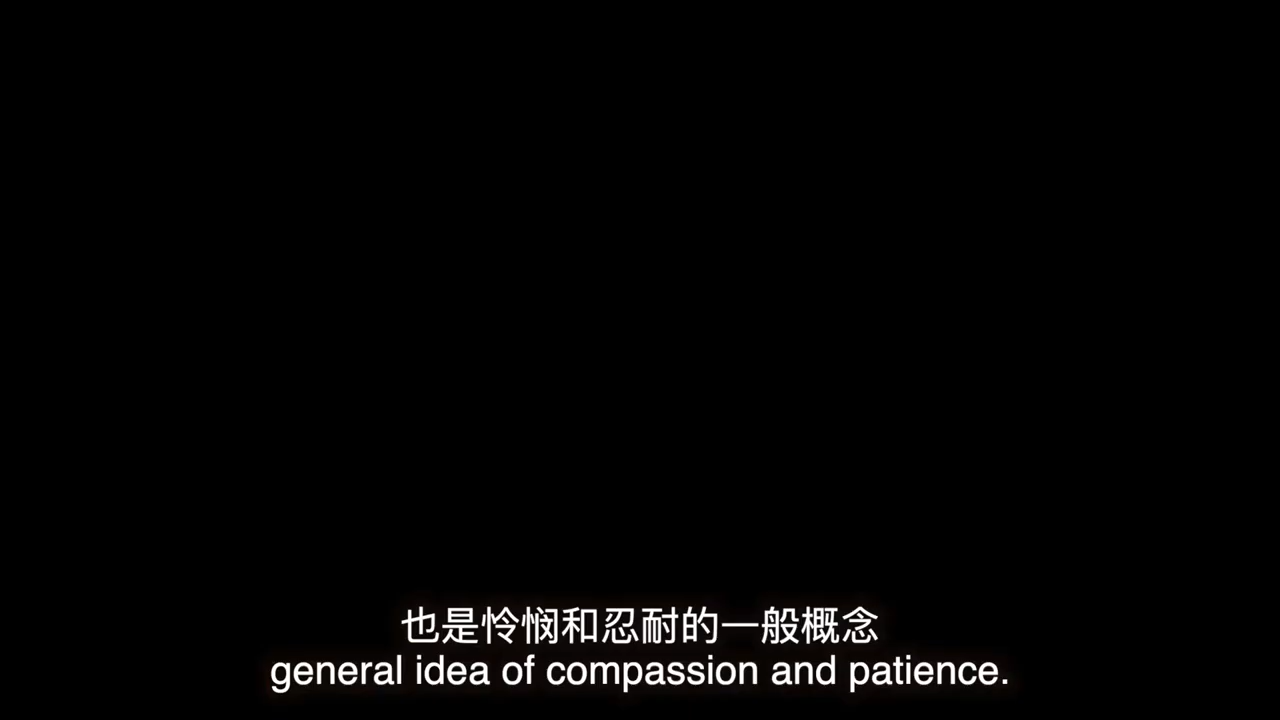 也是怜悯和忍耐的一般概念
general idea of compassion and patience.